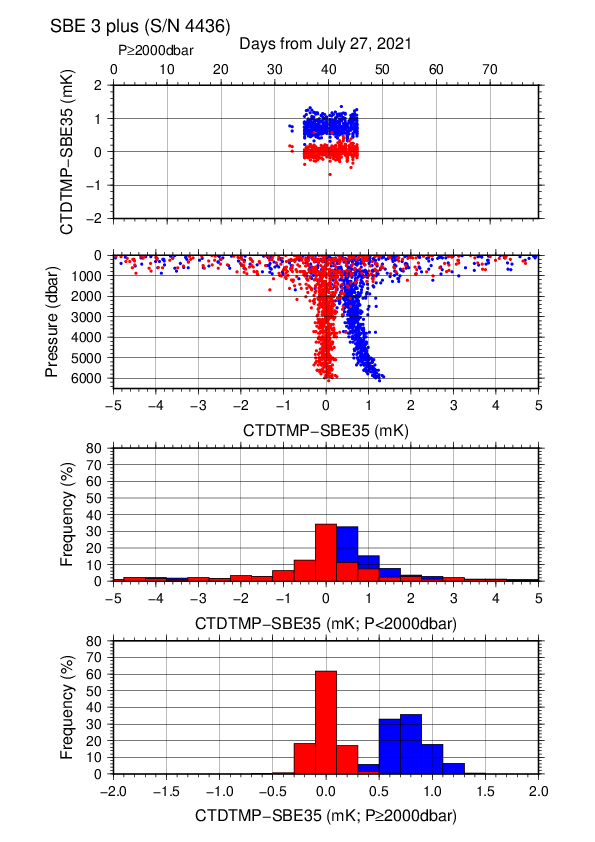 SBE 3 plus (S/N 4436)
P≥2000dbar
Days from July 27, 2021
0 10 20 30 40 50 60 70
CTDTMP−SBE35 (mK)
2
1
0
−1
−2
Pressure (dbar)
0
1000
2000
3000
4000
5000
6000
−5 −4 −3 −2 −1 0 1 2 3 4 5
CTDTMP−SBE35 (mK)
Frequency (%)
80
70
60
50
40
30
20
10
0
−5 −4 −3 −2 −1 0 1 2 3 4 5
CTDTMP−SBE35 (mK; P<2000dbar)
Frequency (%)
80
70
60
50
40
30
20
10
0
−2.0 −1.5 −1.0 −0.5 0.0 0.5 1.0 1.5 2.0
CTDTMP−SBE35 (mK; P≥2000dbar)